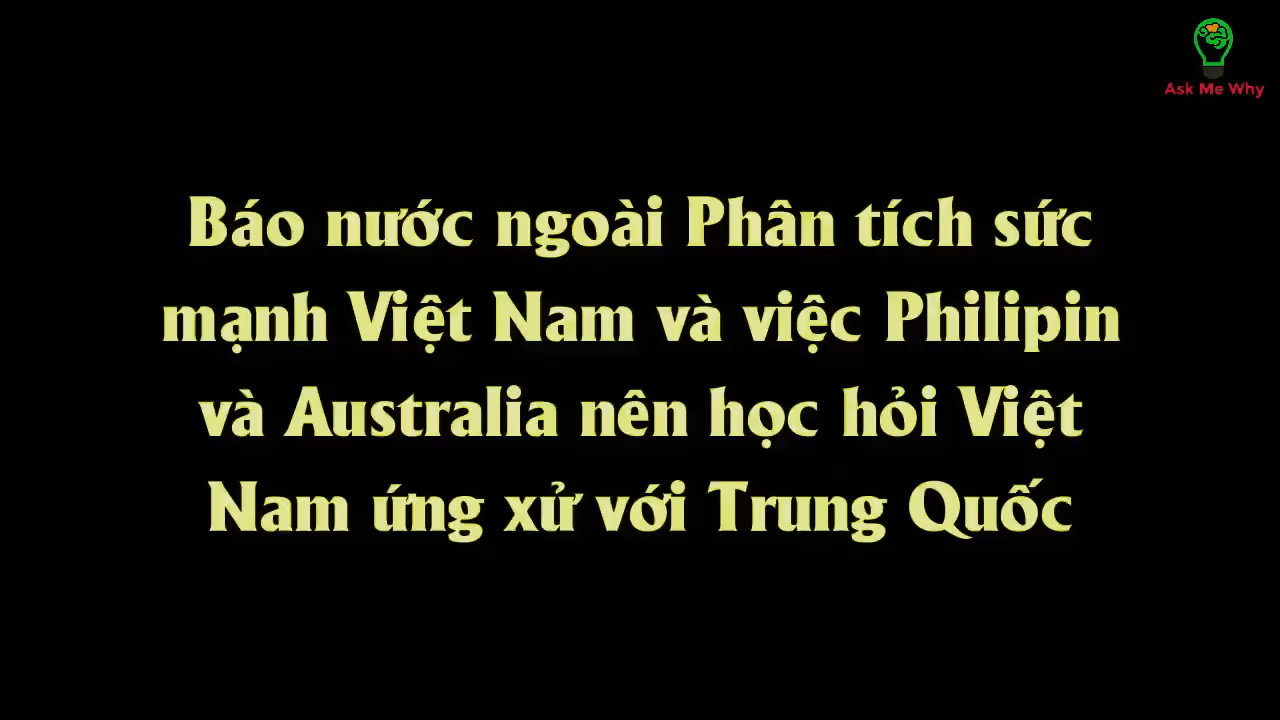 Ask Me Why
Báo nước ngoài Phân tích sức
mạnh Việt Nam và việc Philipin
và Australia nên học hỏi Việt
Nam ứng xử với Trung Quốc